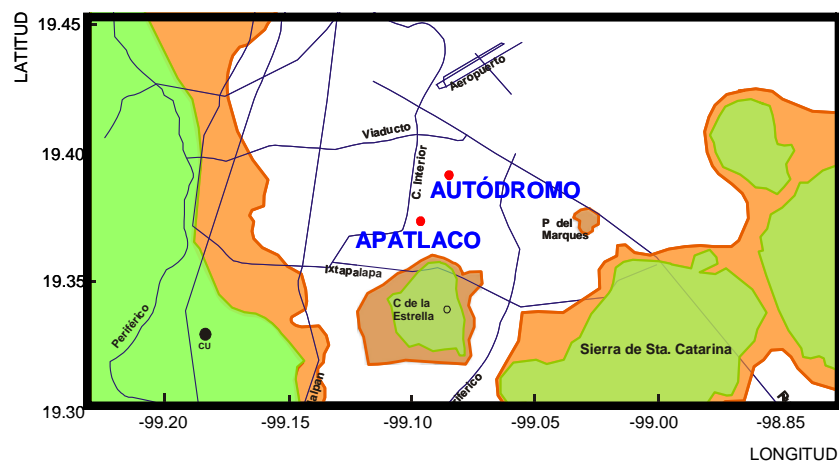 LATITUD
19.45
Aeropuerto
Viaducto
19.40
C. Interior
AUTÓDROMO
P del
Marques
APATLACO
19.35
Ixtapalapa
C de la
Estrella
Periférico
CU
Sierra de Sta. Catarina
alpan
riferico
19.30
-99.20
-99.15
-99.10
-99.05
-99.00
-98.85
LONGITUD